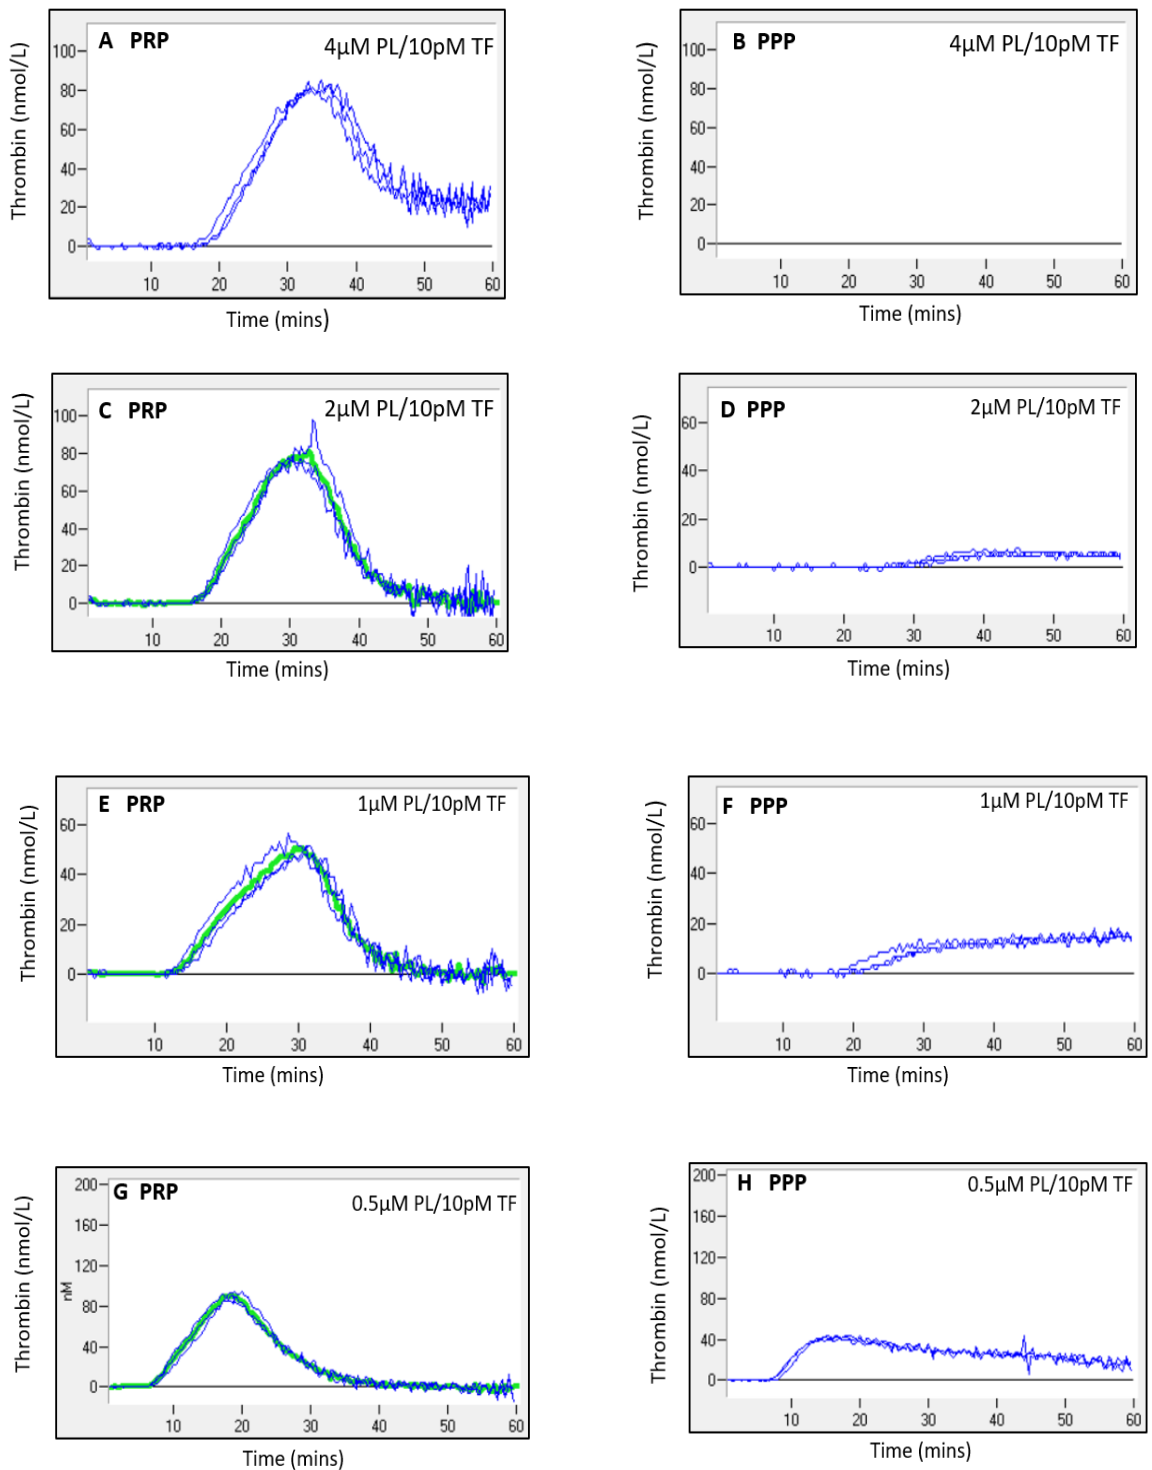 A PRP
4μM PL/10pM TF
Thrombin (nmol/L)
100
80
60
40
20
0
10 20 30 40 50 60
Time (mins)
B PPP
4μM PL/10pM TF
Thrombin (nmol/L)
100
80
60
40
20
0
10 20 30 40 50 60
Time (mins)
C PRP
2μM PL/10pM TF
Thrombin (nmol/L)
100
80
60
40
20
0
10 20 30 40 50 60
Time (mins)
D PPP
2μM PL/10pM TF
Thrombin (nmol/L)
60
40
20
0
10 20 30 40 50 60
Time (mins)
E PRP
1μM PL/10pM TF
Thrombin (nmol/L)
60
40
20
0
10 20 30 40 50 60
Time (mins)
F PPP
1μM PL/10pM TF
Thrombin (nmol/L)
60
40
20
0
10 20 30 40 50 60
Time (mins)
G PRP
0.5μM PL/10pM TF
Thrombin (nmol/L)
nM
200
160
120
80
40
0
10 20 30 40 50 60
Time (mins)
H PPP
0.5μM PL/10pM TF
Thrombin (nmol/L)
200
160
120
80
40
0
10 20 30 40 50 60
Time (mins)